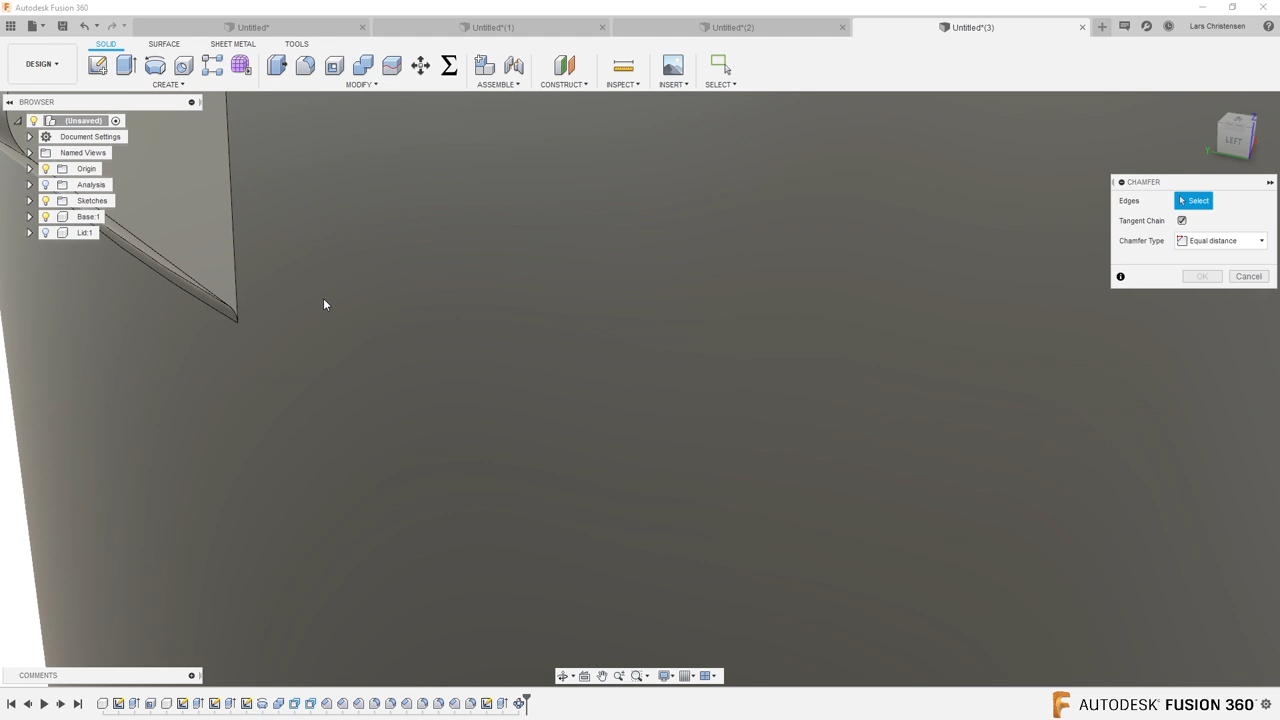 Autodesk Fusion 360
Untitled*
Untitled*(1)
Untitled*(2)
Untitled*(3)
Lars Christensen
DESIGN
SOLID
SURFACE
SHEET METAL
TOOLS
CREATE
MODIFY
ASSEMBLE
CONSTRUCT
INSPECT
INSERT
SELECT
BROWSER
(Unsaved)
Document Settings
Named Views
Origin
Analysis
Sketches
Base:1
Lid:1
LEFT
Y
CHAMFER
Edges Select
Tangent Chain
Chamfer Type Equal distance
OK Cancel
COMMENTS
AUTODESK FUSION 360